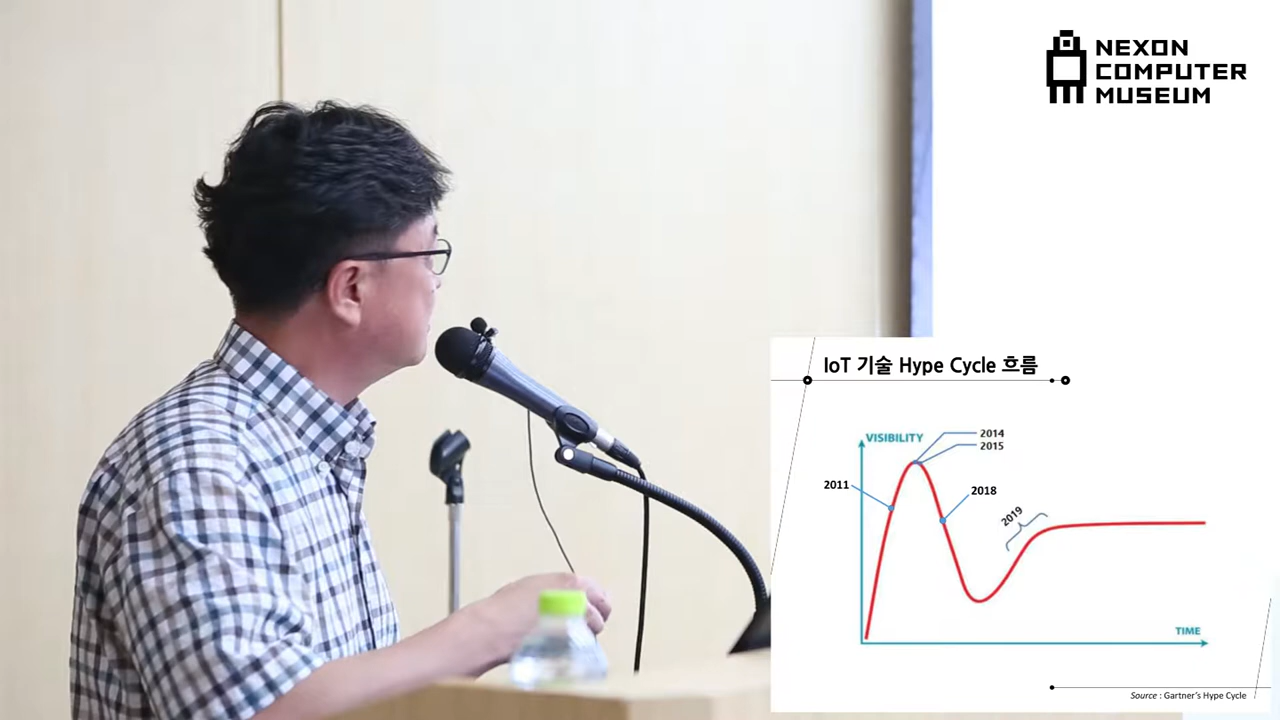 NEXON
COMPUTER
MUSEUM
IoT 기술 Hype Cycle 흐름
VISIBILITY
2014
2015
2011
2018
2019
TIME
Source : Gartner's Hype Cycle